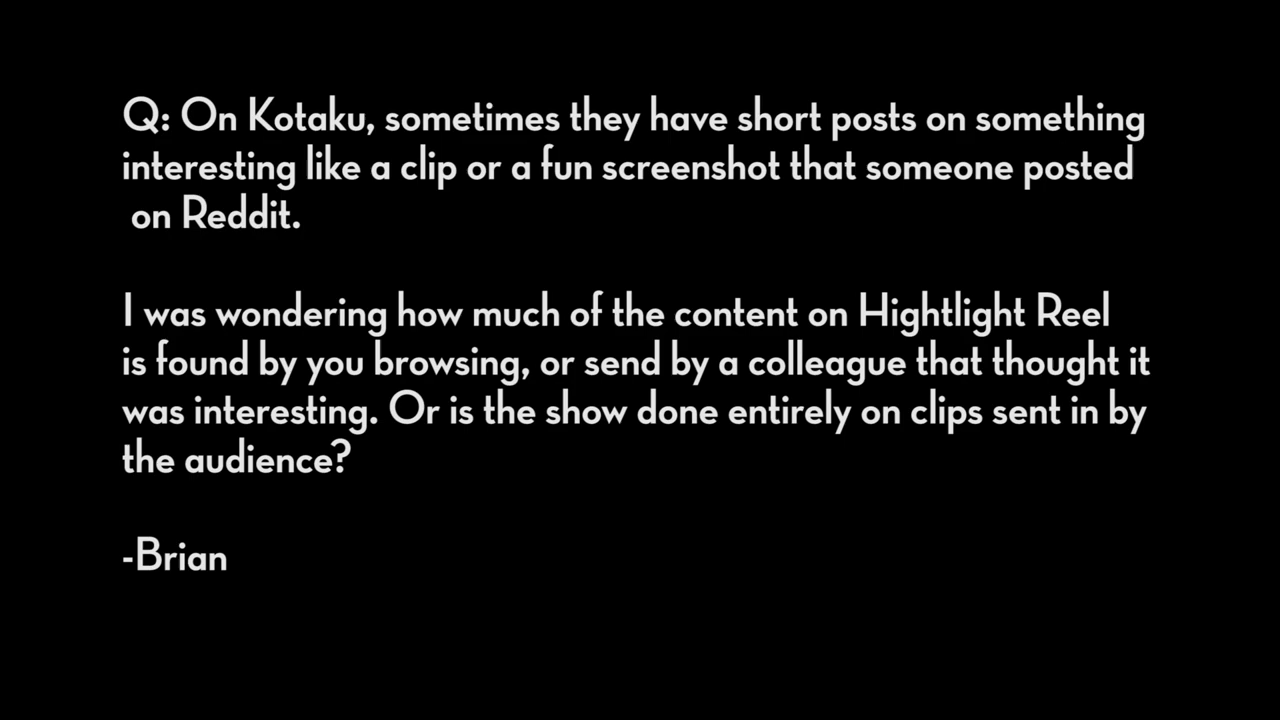 Q: On Kotaku, sometimes they have short posts on something
interesting like a clip or a fun screenshot that someone posted
on Reddit.
I was wondering how much of the content on Hightlight Reel
is found by you browsing, or send by a colleague that thought it
was interesting. Or is the show done entirely on clips sent in by
the audience?
-Brian